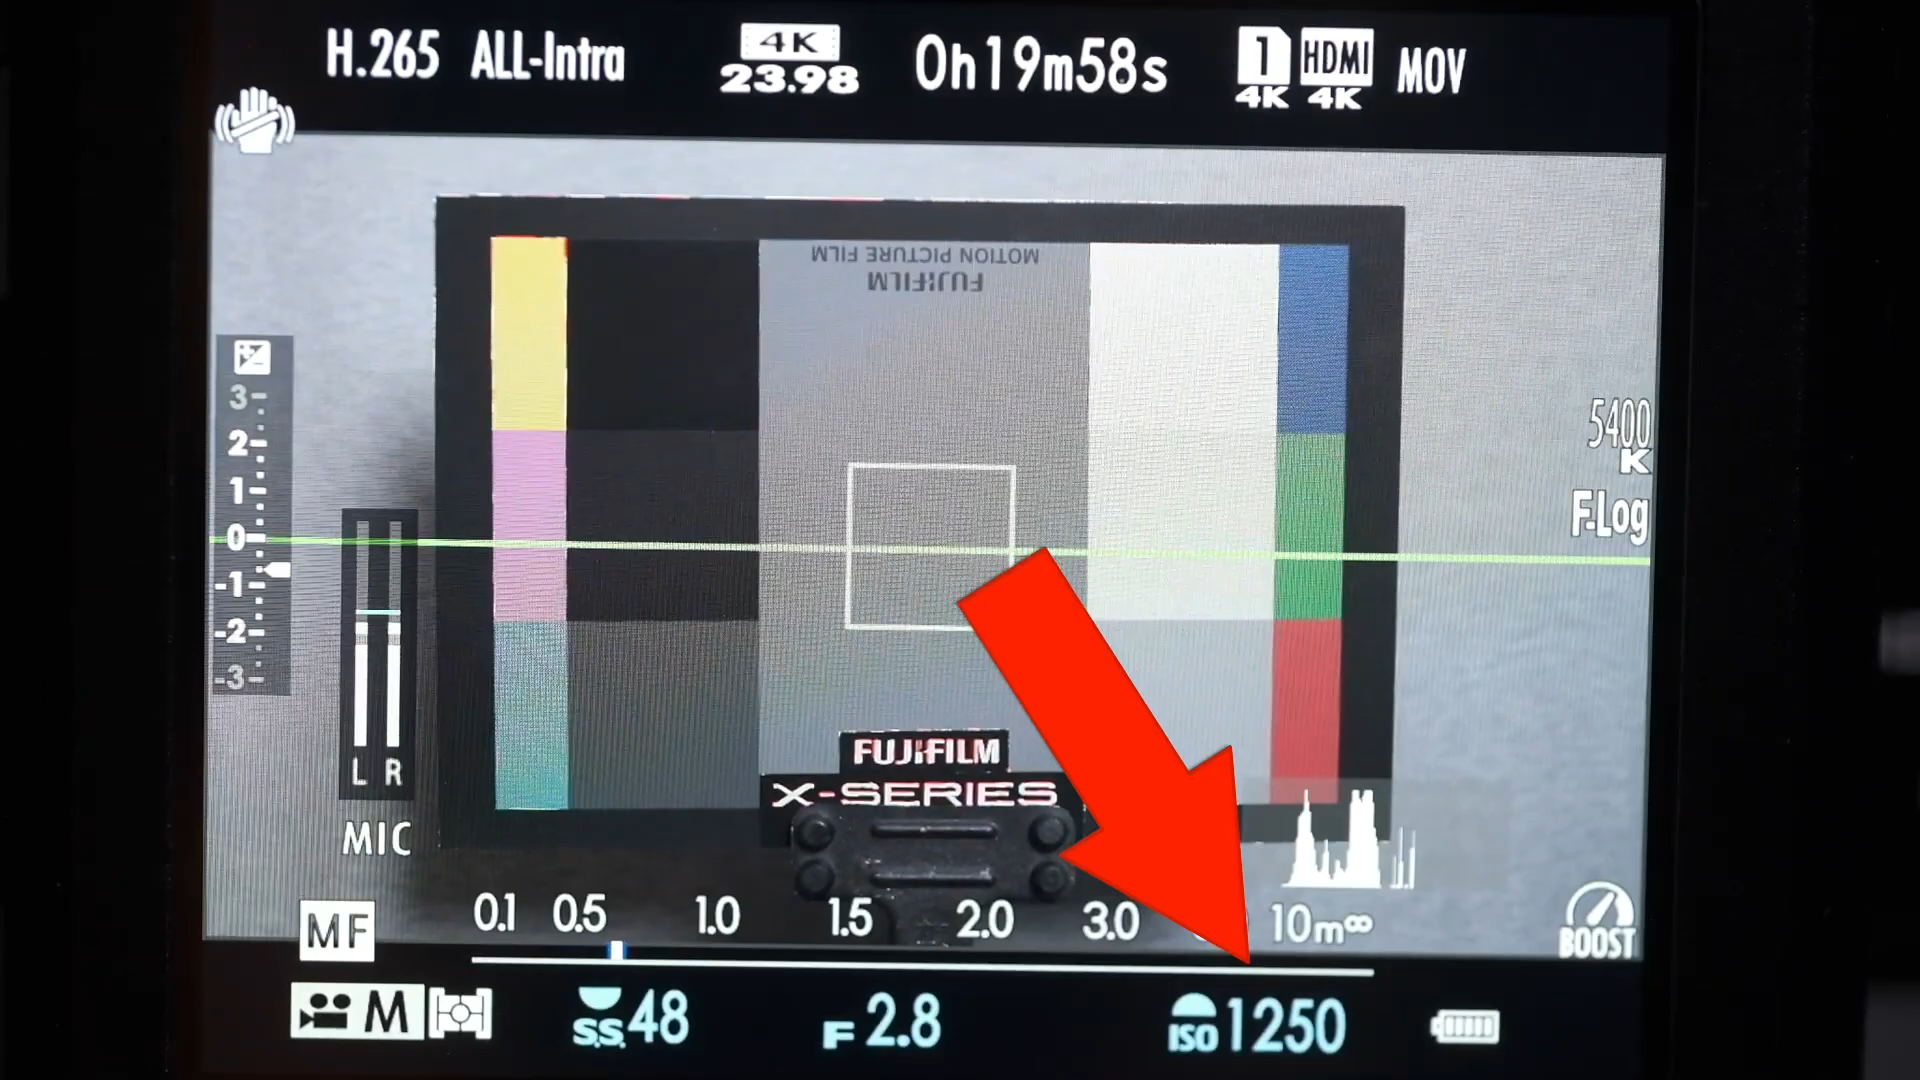 H.265 ALL-Intra 4K 0h19m58s 1 HDMI MOV
23.98 4K 4K
MOTION PICTURE FILM
FUJIFILM
3
2
1
0
-1
-2
-3
5400
K
F-Log
L R
MIC
FUJIFILM
X-SERIES
MF 0.1 0.5 1.0 1.5 2.0 3.0 10m∞
BOOST
M S.S. 48 F 2.8 ISO 1250